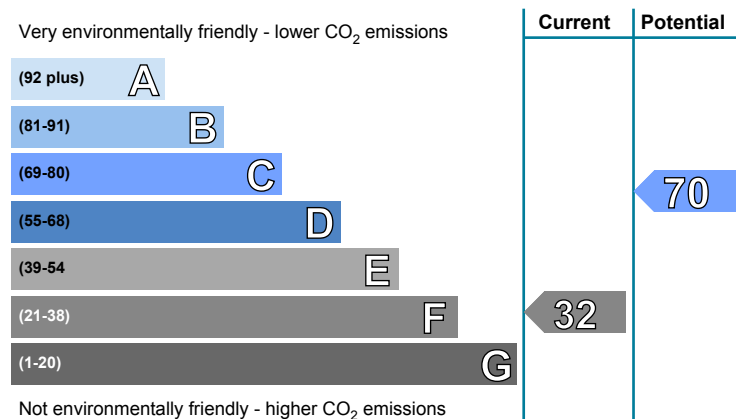 Very environmentally friendly - lower CO₂ emissions
Current
Potential
(92 plus) A
(81-91) B
(69-80) C
70
(55-68) D
(39-54 E
(21-38) F
32
(1-20) G
Not environmentally friendly - higher CO₂ emissions